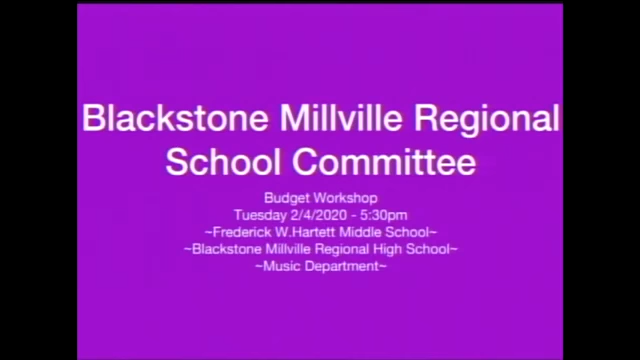 Blackstone Millville Regional
School Committee
Budget Workshop
Tuesday 2/4/2020 - 5:30pm
~Frederick W.Hartett Middle School~
~Blackstone Millville Regional High School~
~Music Department~